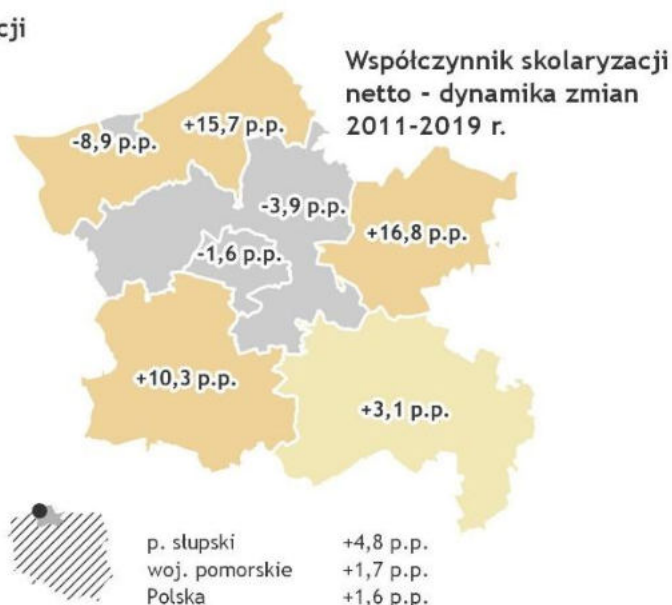 cji
Współczynnik skolaryzacji
netto - dynamika zmian
2011-2019 r.
+15,7 p.p.
-8,9 p.p.
-3,9 p.p.
+16,8 p.p.
-1,6 p.p.
+10,3 p.p.
+3,1 p.p.
p. słupski +4,8 p.p.
woj. pomorskie +1,7 p.p.
Polska +1,6 p.p.